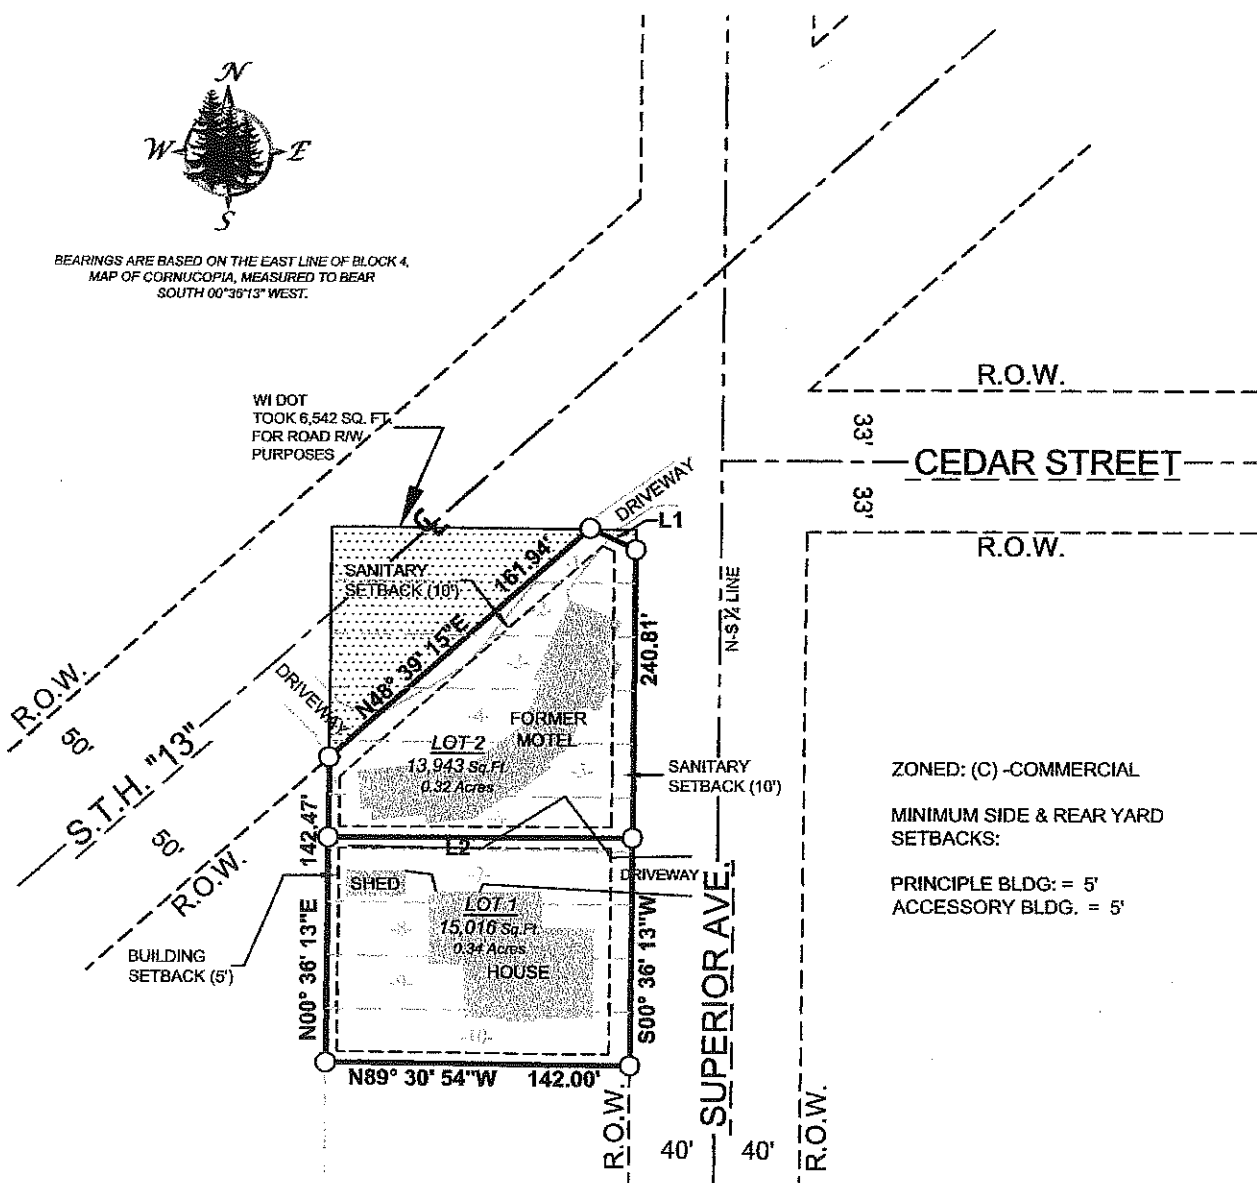 N
W
E
S
BEARINGS ARE BASED ON THE EAST LINE OF BLOCK 4,
MAP OF CORNUCOPIA, MEASURED TO BEAR
SOUTH 00°36'13" WEST.
R.O.W.
33'
CEDAR STREET
33'
R.O.W.
WI DOT
TOOK 6,542 SQ. FT.
FOR ROAD R/W
PURPOSES
CL
DRIVEWAY
L1
SANITARY
SETBACK (10')
161.94'
N48° 39' 15"E
240.81'
N-S ¼ LINE
R.O.W.
50'
S.T.H. "13"
50'
R.O.W.
DRIVEWAY
FORMER
MOTEL
LOT 2
13,943 Sq.Ft.
0.32 Acres
SANITARY
SETBACK (10')
ZONED: (C) -COMMERCIAL
MINIMUM SIDE & REAR YARD
SETBACKS:
PRINCIPLE BLDG: = 5'
ACCESSORY BLDG. = 5'
142.47'
L2
DRIVEWAY
SHED
LOT 1
15,016 Sq.Ft.
0.34 Acres
HOUSE
BUILDING
SETBACK (5')
N00° 36' 13"E
S00° 36' 13"W
SUPERIOR AVE.
N89° 30' 54"W 142.00'
R.O.W.
40'
40'
R.O.W.